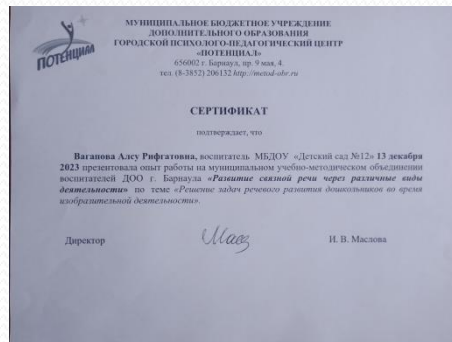 ПОТЕНЦИАЛ
МУНИЦИПАЛЬНОЕ БЮДЖЕТНОЕ УЧРЕЖДЕНИЕ
ДОПОЛНИТЕЛЬНОГО ОБРАЗОВАНИЯ
ГОРОДСКОЙ ПСИХОЛОГО-ПЕДАГОГИЧЕСКИЙ ЦЕНТР
«ПОТЕНЦИАЛ»
656002 г. Барнаул, пр. 9 мая, 4.
тел. (8-3852) 206132 http://metod-obr.ru
СЕРТИФИКАТ
подтверждает, что
Вагапова Алсу Рифгатовна, воспитатель МБДОУ «Детский сад №12» 13 декабря
2023 презентовала опыт работы на муниципальном учебно-методическом объединении
воспитателей ДОО г. Барнаула «Развитие связной речи через различные виды
деятельности» по теме «Решение задач речевого развития дошкольников во время
изобразительной деятельности».
Директор И. В. Маслова